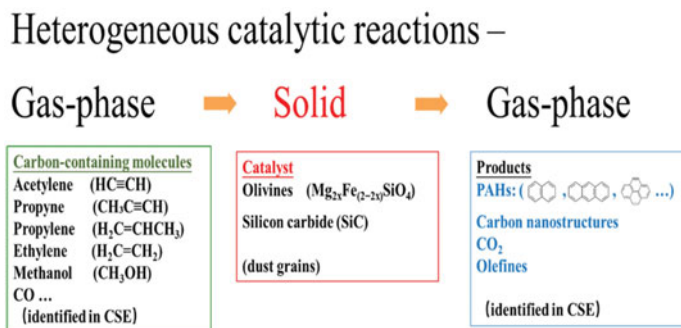 Heterogeneous catalytic reactions –
Gas-phase
Solid
Gas-phase
Carbon-containing molecules
Acetylene (HC≡CH)
Propyne (CH₃C≡CH)
Propylene (H₂C=CHCH₃)
Ethylene (H₂C=CH₂)
Methanol (CH₃OH)
CO ...
(identified in CSE)
Catalyst
Olivines (Mg₂ₓFe₍₂₋₂ₓ₎SiO₄)
Silicon carbide (SiC)
(dust grains)
Products
PAHs: ( , , ...)
Carbon nanostructures
CO₂
Olefines
(identified in CSE)